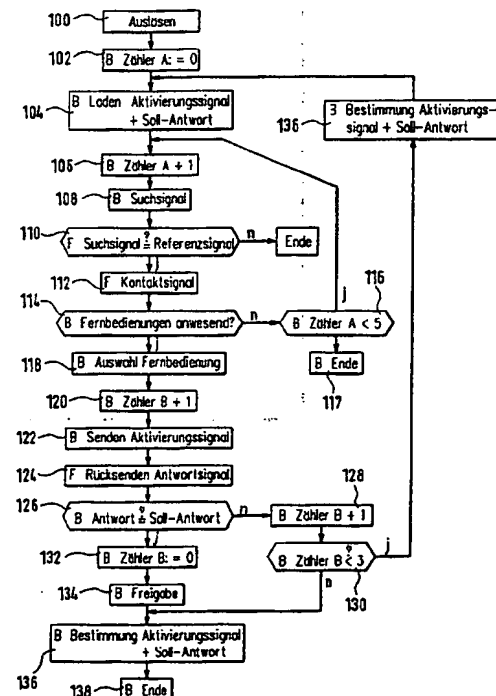 100 Auslösen
102 B Zähler A: = 0
104 B Laden Aktivierungssignal
+ Soll-Antwort
136 B Bestimmung Aktivierungs-
signal + Soll-Antwort
106 B Zähler A + 1
108 B Suchsignal
110 F Suchsignal ≟ Referenzsignal n Ende
112 F Kontaktsignal
j 116
114 B Fernbedienungen anwesend? n B Zähler A < 5 j
118 B Auswahl Fernbedienung B Ende
117
120 B Zähler B + 1
122 B Senden Aktivierungssignal
124 F Rücksenden Antwortsignal
128
126 B Antwort ≟ Soll-Antwort n B Zähler B + 1
132 B Zähler B: = 0 B Zähler B < 3 j
? n 130
134 B Freigabe
B Bestimmung Aktivierungssignal
+ Soll-Antwort
136
138 B Ende